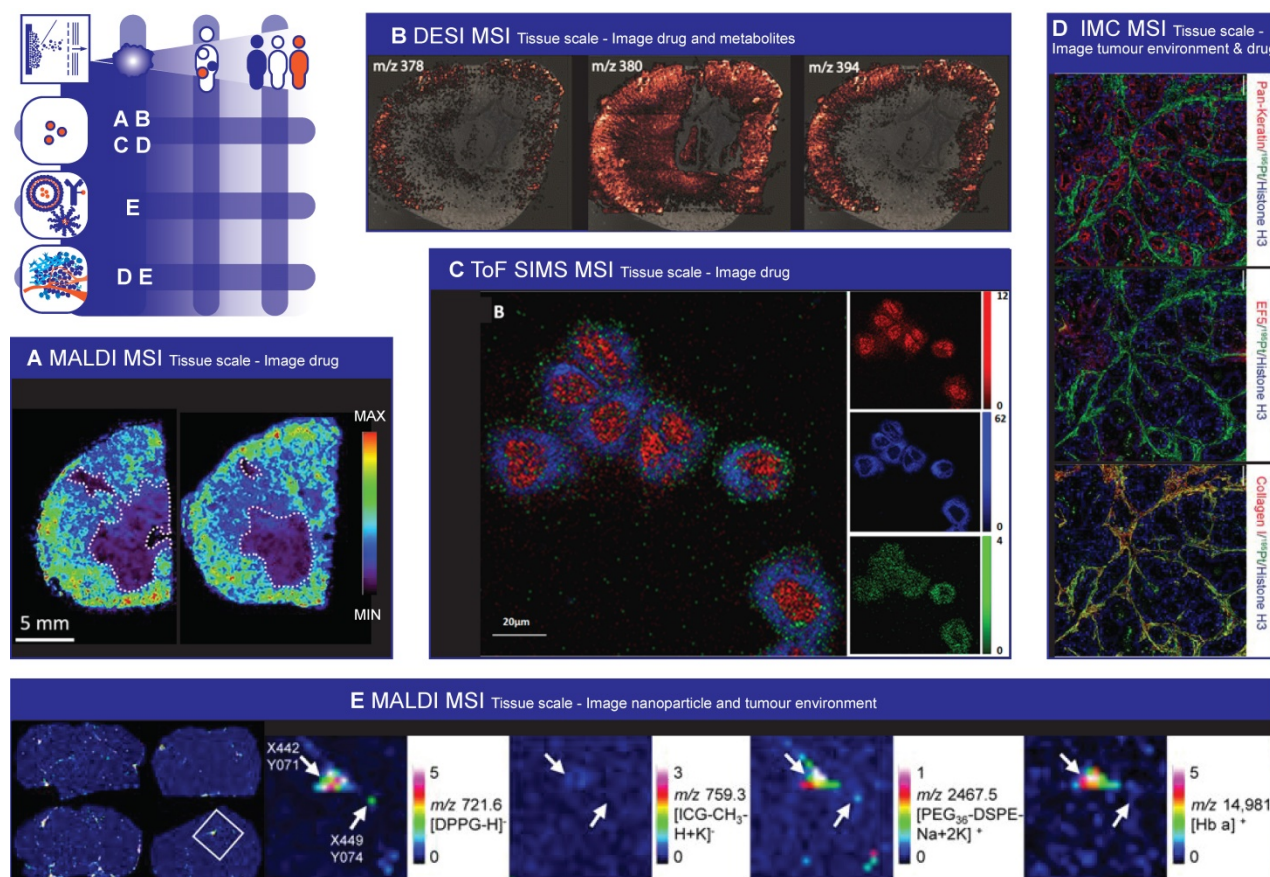 A B
C D
E
D E
B DESI MSI Tissue scale - Image drug and metabolites
m/z 378
m/z 380
m/z 394
D IMC MSI Tissue scale -
Image tumour environment & drug
Pan-Keratin/¹⁹⁵Pt/Histone H3
EF5/¹⁹⁵Pt/Histone H3
Collagen I/¹⁹⁵Pt/Histone H3
C ToF SIMS MSI Tissue scale - Image drug
B
20µm
12
0
62
0
4
0
A MALDI MSI Tissue scale - Image drug
MAX
MIN
5 mm
E MALDI MSI Tissue scale - Image nanoparticle and tumour environment
X442
Y071
X449
Y074
5
m/z 721.6
[DPPG-H]⁻
0
3
m/z 759.3
[ICG-CH₃-
H+K]⁻
0
1
m/z 2467.5
[PEG₃₆-DSPE-
Na+2K]⁺
0
5
m/z 14,981
[Hb a]⁺
0